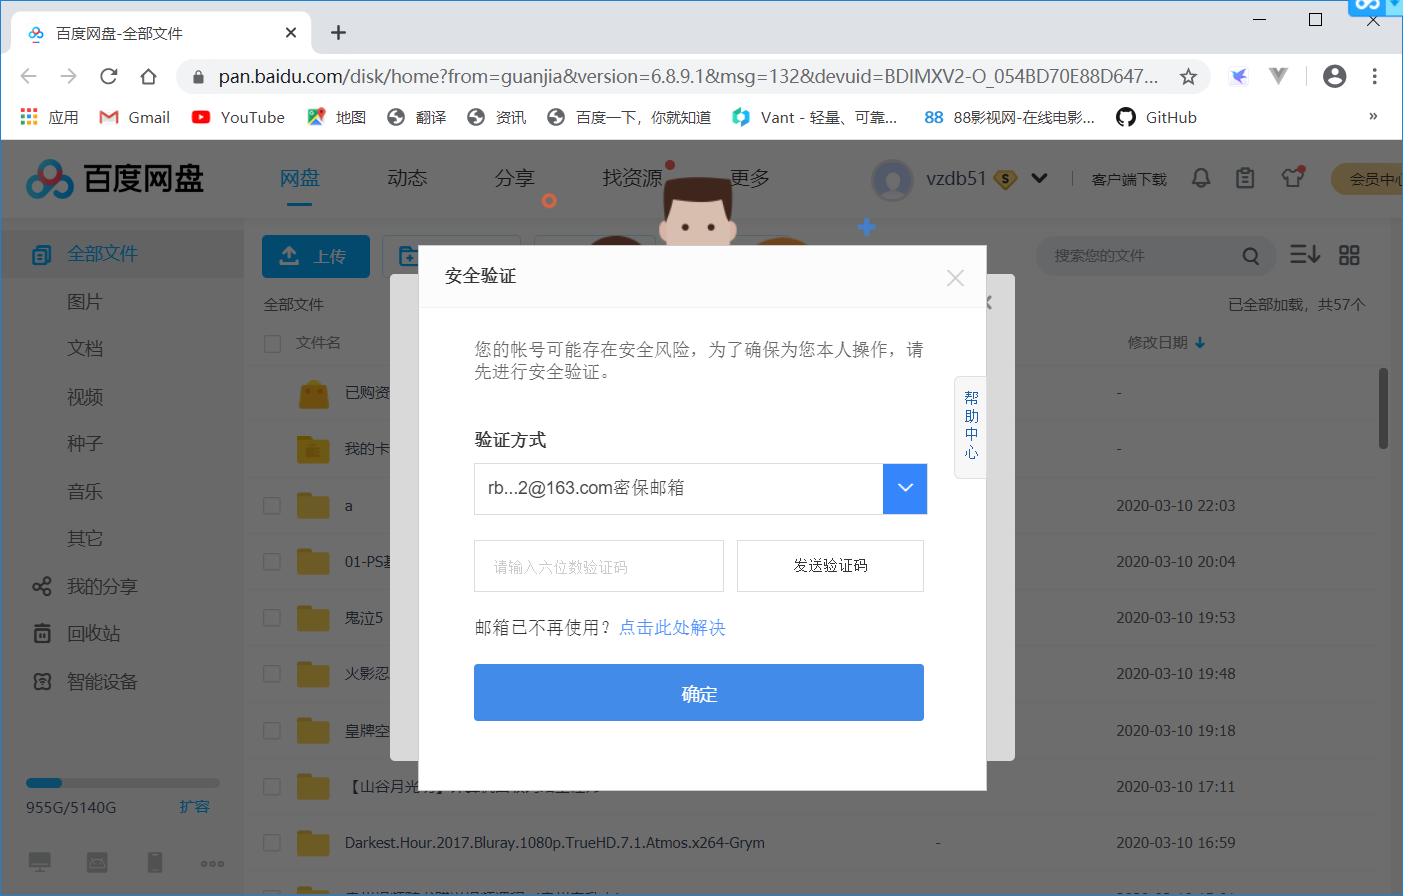 百度网盘-全部文件
pan.baidu.com/disk/home?from=guanjia&version=6.8.9.1&msg=132&devuid=BDIMXV2-O_054BD70E88D647...
应用 Gmail YouTube 地图 翻译 资讯 百度一下，你就知道 Vant - 轻量、可靠... 88 88影视网-在线电影... GitHub »
百度网盘 网盘 动态 分享 找资源 更多 vzdb51 S 客户端下载 会员中心
全部文件 上传 搜索您的文件
图片
文档
视频
种子
音乐
其它
我的分享
回收站
智能设备
955G/5140G 扩容
全部文件 已全部加载，共57个
文件名 修改日期
已购资 -
我的卡 -
a 2020-03-10 22:03
01-PS基 2020-03-10 20:04
鬼泣5 2020-03-10 19:53
火影忍 2020-03-10 19:48
皇牌空 2020-03-10 19:18
【山谷月光 2020-03-10 17:11
Darkest.Hour.2017.Bluray.1080p.TrueHD.7.1.Atmos.x264-Grym - 2020-03-10 16:59
安全验证
您的帐号可能存在安全风险，为了确保为您本人操作，请
先进行安全验证。
帮助中心
验证方式
rb...2@163.com密保邮箱
请输入六位数验证码 发送验证码
邮箱已不再使用？点击此处解决
确定